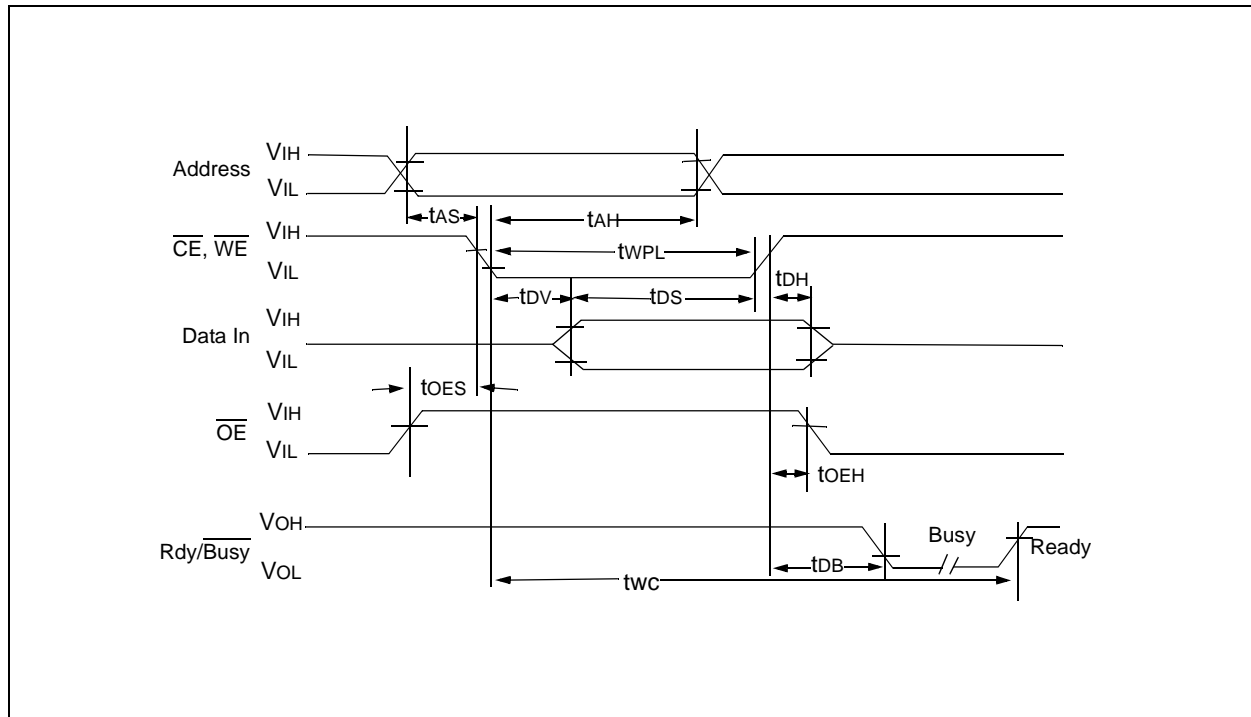 Address
VIH
VIL
tAS
tAH
CE, WE
VIH
VIL
tWPL
tDV
tDS
tDH
Data In
VIH
VIL
tOES
OE
VIH
VIL
tOEH
Rdy/Busy
VOH
VOL
Busy
Ready
tDB
twc